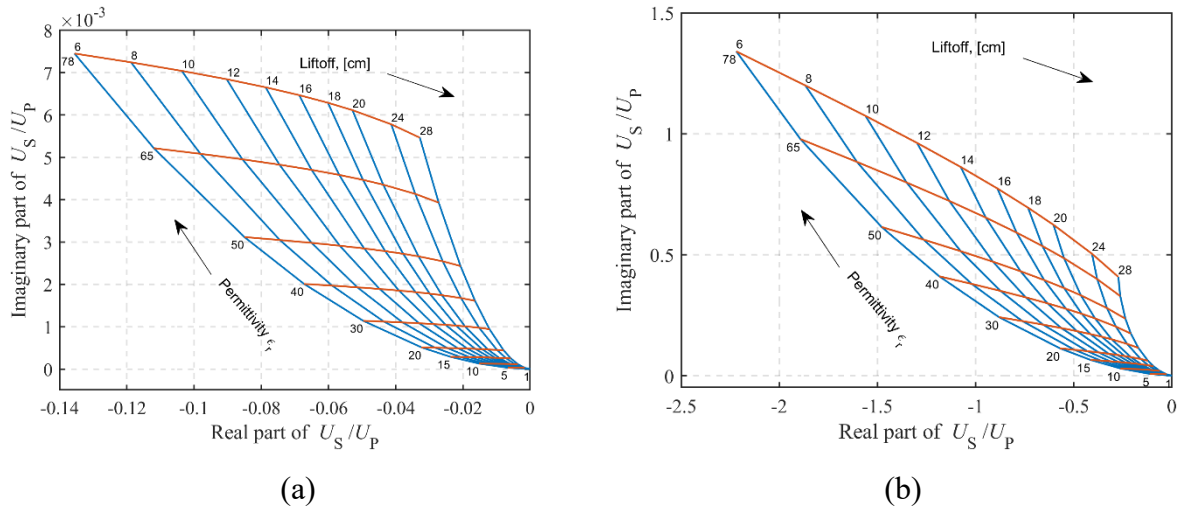 ×10⁻³
8
7
6
5
4
3
2
1
0
-0.14 -0.12 -0.1 -0.08 -0.06 -0.04 -0.02 0
Imaginary part of U_S/U_P
Real part of U_S/U_P
Liftoff, [cm]
Permittivity ϵ_r
6 8 10 12 14 16 18 20 24 28
78
65
50
40
30
20
15
10
5
1
(a)
1.5
1
0.5
0
-2.5 -2 -1.5 -1 -0.5 0
Imaginary part of U_S/U_P
Real part of U_S/U_P
Liftoff, [cm]
Permittivity ϵ_r
6 8 10 12 14 16 18 20 24 28
78
65
50
40
30
20
15
10
5
1
(b)